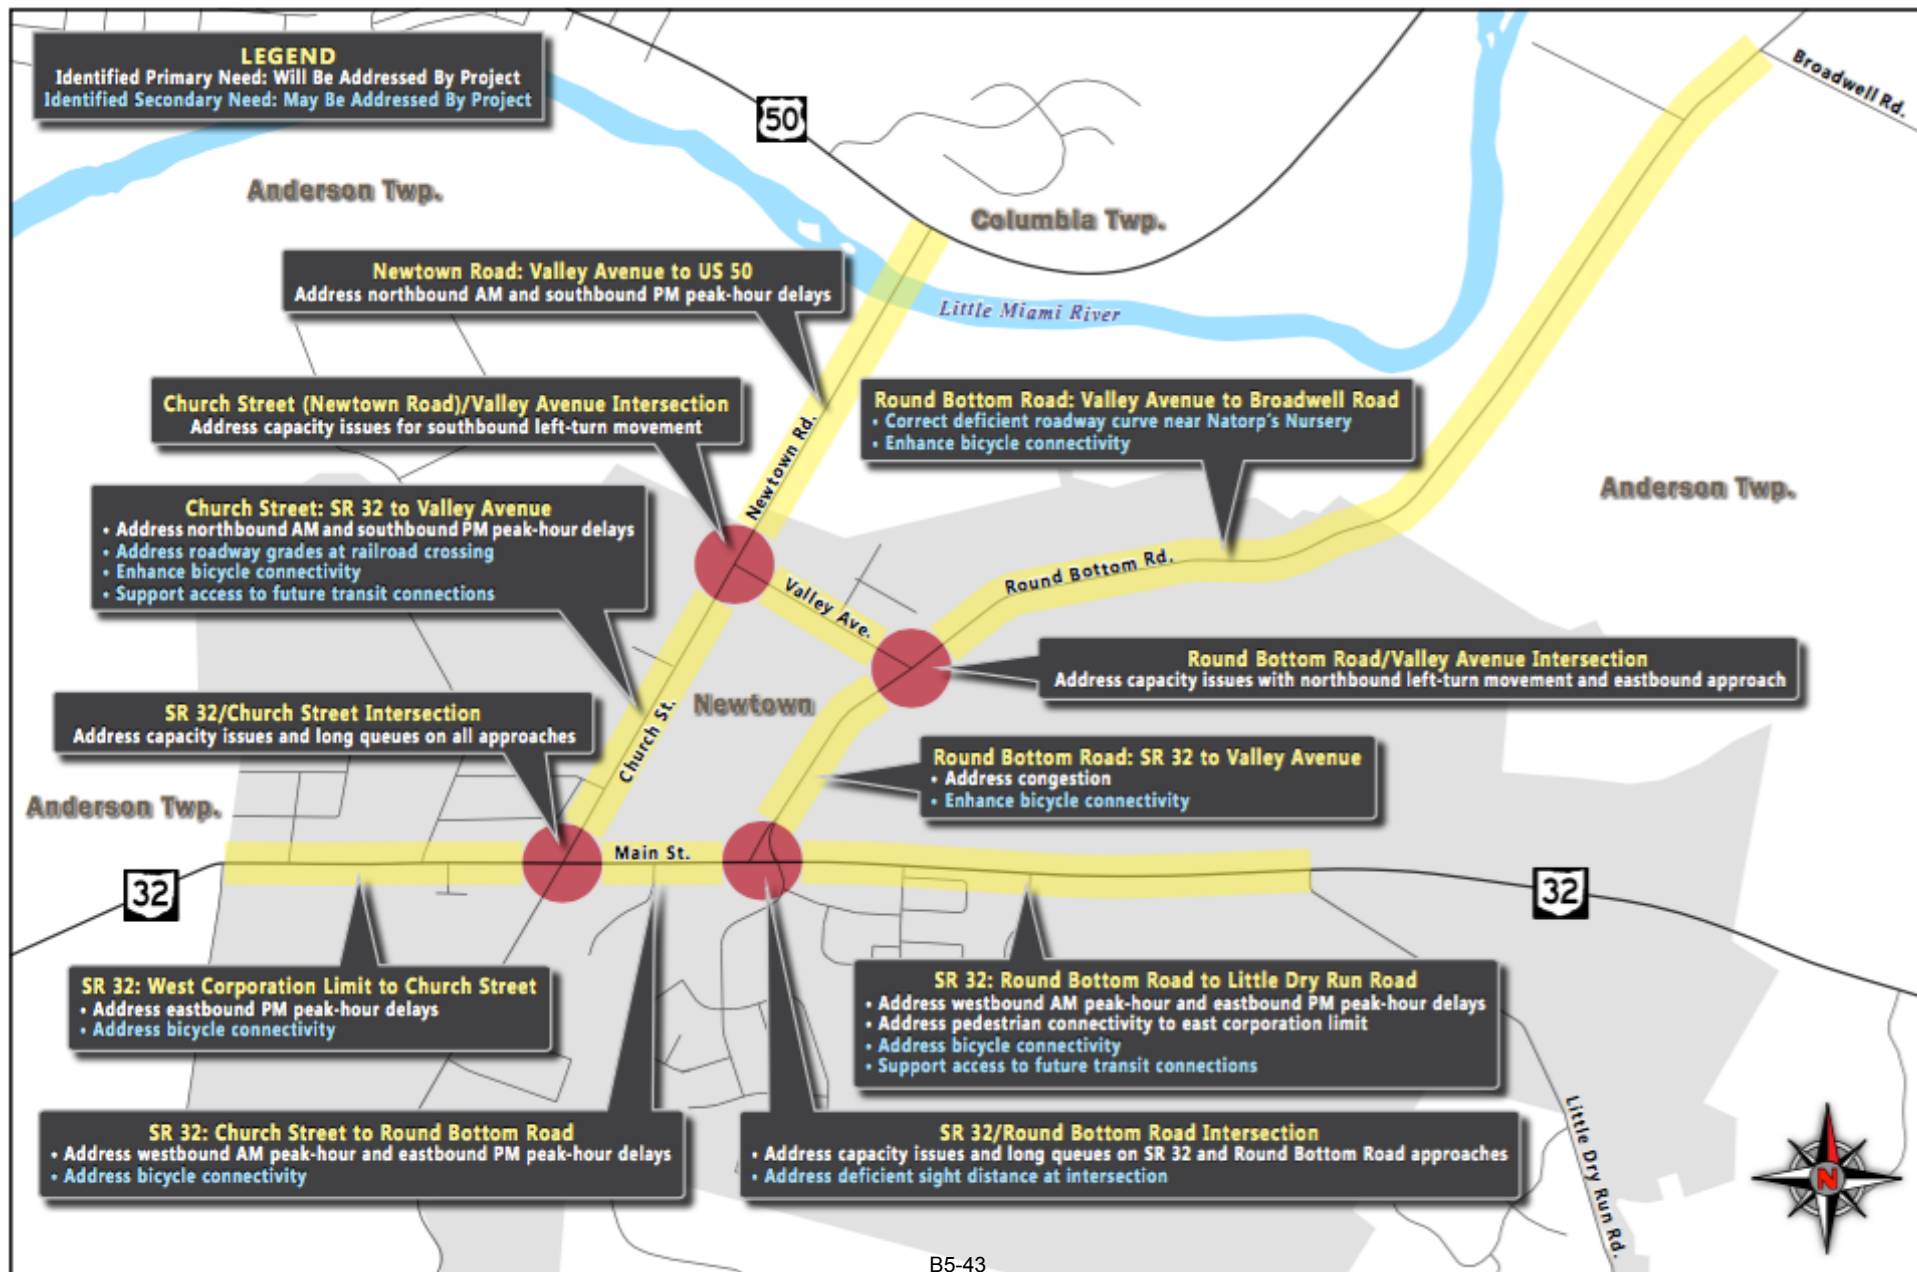 LEGEND
Identified Primary Need: Will Be Addressed By Project
Identified Secondary Need: May Be Addressed By Project
50
Broadwell Rd.
Anderson Twp.
Columbia Twp.
Newtown Road: Valley Avenue to US 50
Address northbound AM and southbound PM peak-hour delays
Little Miami River
Church Street (Newtown Road)/Valley Avenue Intersection
Address capacity issues for southbound left-turn movement
Newtown Rd.
Round Bottom Road: Valley Avenue to Broadwell Road
• Correct deficient roadway curve near Natorp's Nursery
• Enhance bicycle connectivity
Anderson Twp.
Church Street: SR 32 to Valley Avenue
• Address northbound AM and southbound PM peak-hour delays
• Address roadway grades at railroad crossing
• Enhance bicycle connectivity
• Support access to future transit connections
Valley Ave.
Round Bottom Rd.
Round Bottom Road/Valley Avenue Intersection
Address capacity issues with northbound left-turn movement and eastbound approach
Newtown
SR 32/Church Street Intersection
Address capacity issues and long queues on all approaches
Church St.
Round Bottom Road: SR 32 to Valley Avenue
• Address congestion
• Enhance bicycle connectivity
Anderson Twp.
Main St.
32
32
SR 32: West Corporation Limit to Church Street
• Address eastbound PM peak-hour delays
• Address bicycle connectivity
SR 32: Round Bottom Road to Little Dry Run Road
• Address westbound AM peak-hour and eastbound PM peak-hour delays
• Address pedestrian connectivity to east corporation limit
• Address bicycle connectivity
• Support access to future transit connections
SR 32: Church Street to Round Bottom Road
• Address westbound AM peak-hour and eastbound PM peak-hour delays
• Address bicycle connectivity
SR 32/Round Bottom Road Intersection
• Address capacity issues and long queues on SR 32 and Round Bottom Road approaches
• Address deficient sight distance at intersection
Little Dry Run Rd.
N
B5-43